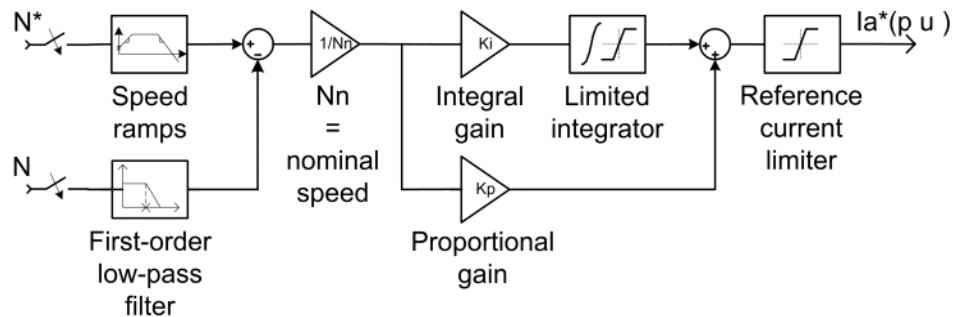 N*
Ia*(p u )
1/Nn
Ki
Speed
ramps
Nn
=
nominal
speed
Integral
gain
Limited
integrator
Reference
current
limiter
N
Kp
First-order
low-pass
filter
Proportional
gain